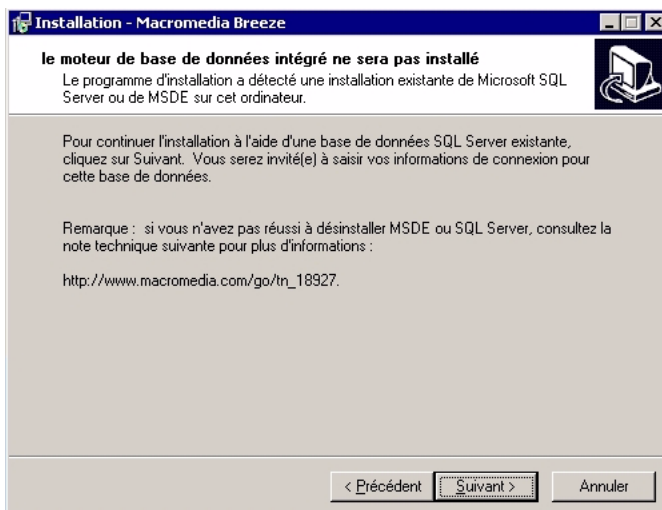 Installation - Macromedia Breeze
le moteur de base de données intégré ne sera pas installé
Le programme d'installation a détecté une installation existante de Microsoft SQL
Server ou de MSDE sur cet ordinateur.
Pour continuer l'installation à l'aide d'une base de données SQL Server existante,
cliquez sur Suivant. Vous serez invité(e) à saisir vos informations de connexion pour
cette base de données.
Remarque : si vous n'avez pas réussi à désinstaller MSDE ou SQL Server, consultez la
note technique suivante pour plus d'informations :
http://www.macromedia.com/go/tn_18927.
< Précédent Suivant > Annuler